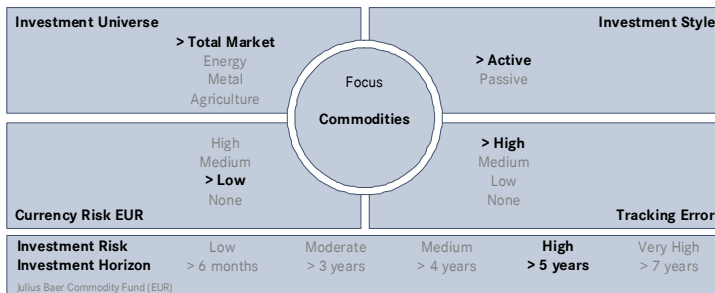 Investment Universe
> Total Market
Energy
Metal
Agriculture
Investment Style
> Active
Passive
Focus
Commodities
High
Medium
> Low
None
Currency Risk EUR
> High
Medium
Low
None
Tracking Error
Investment Risk Low Moderate Medium High Very High
Investment Horizon > 6 months > 3 years > 4 years > 5 years > 7 years
Julius Baer Commodity Fund (EUR)